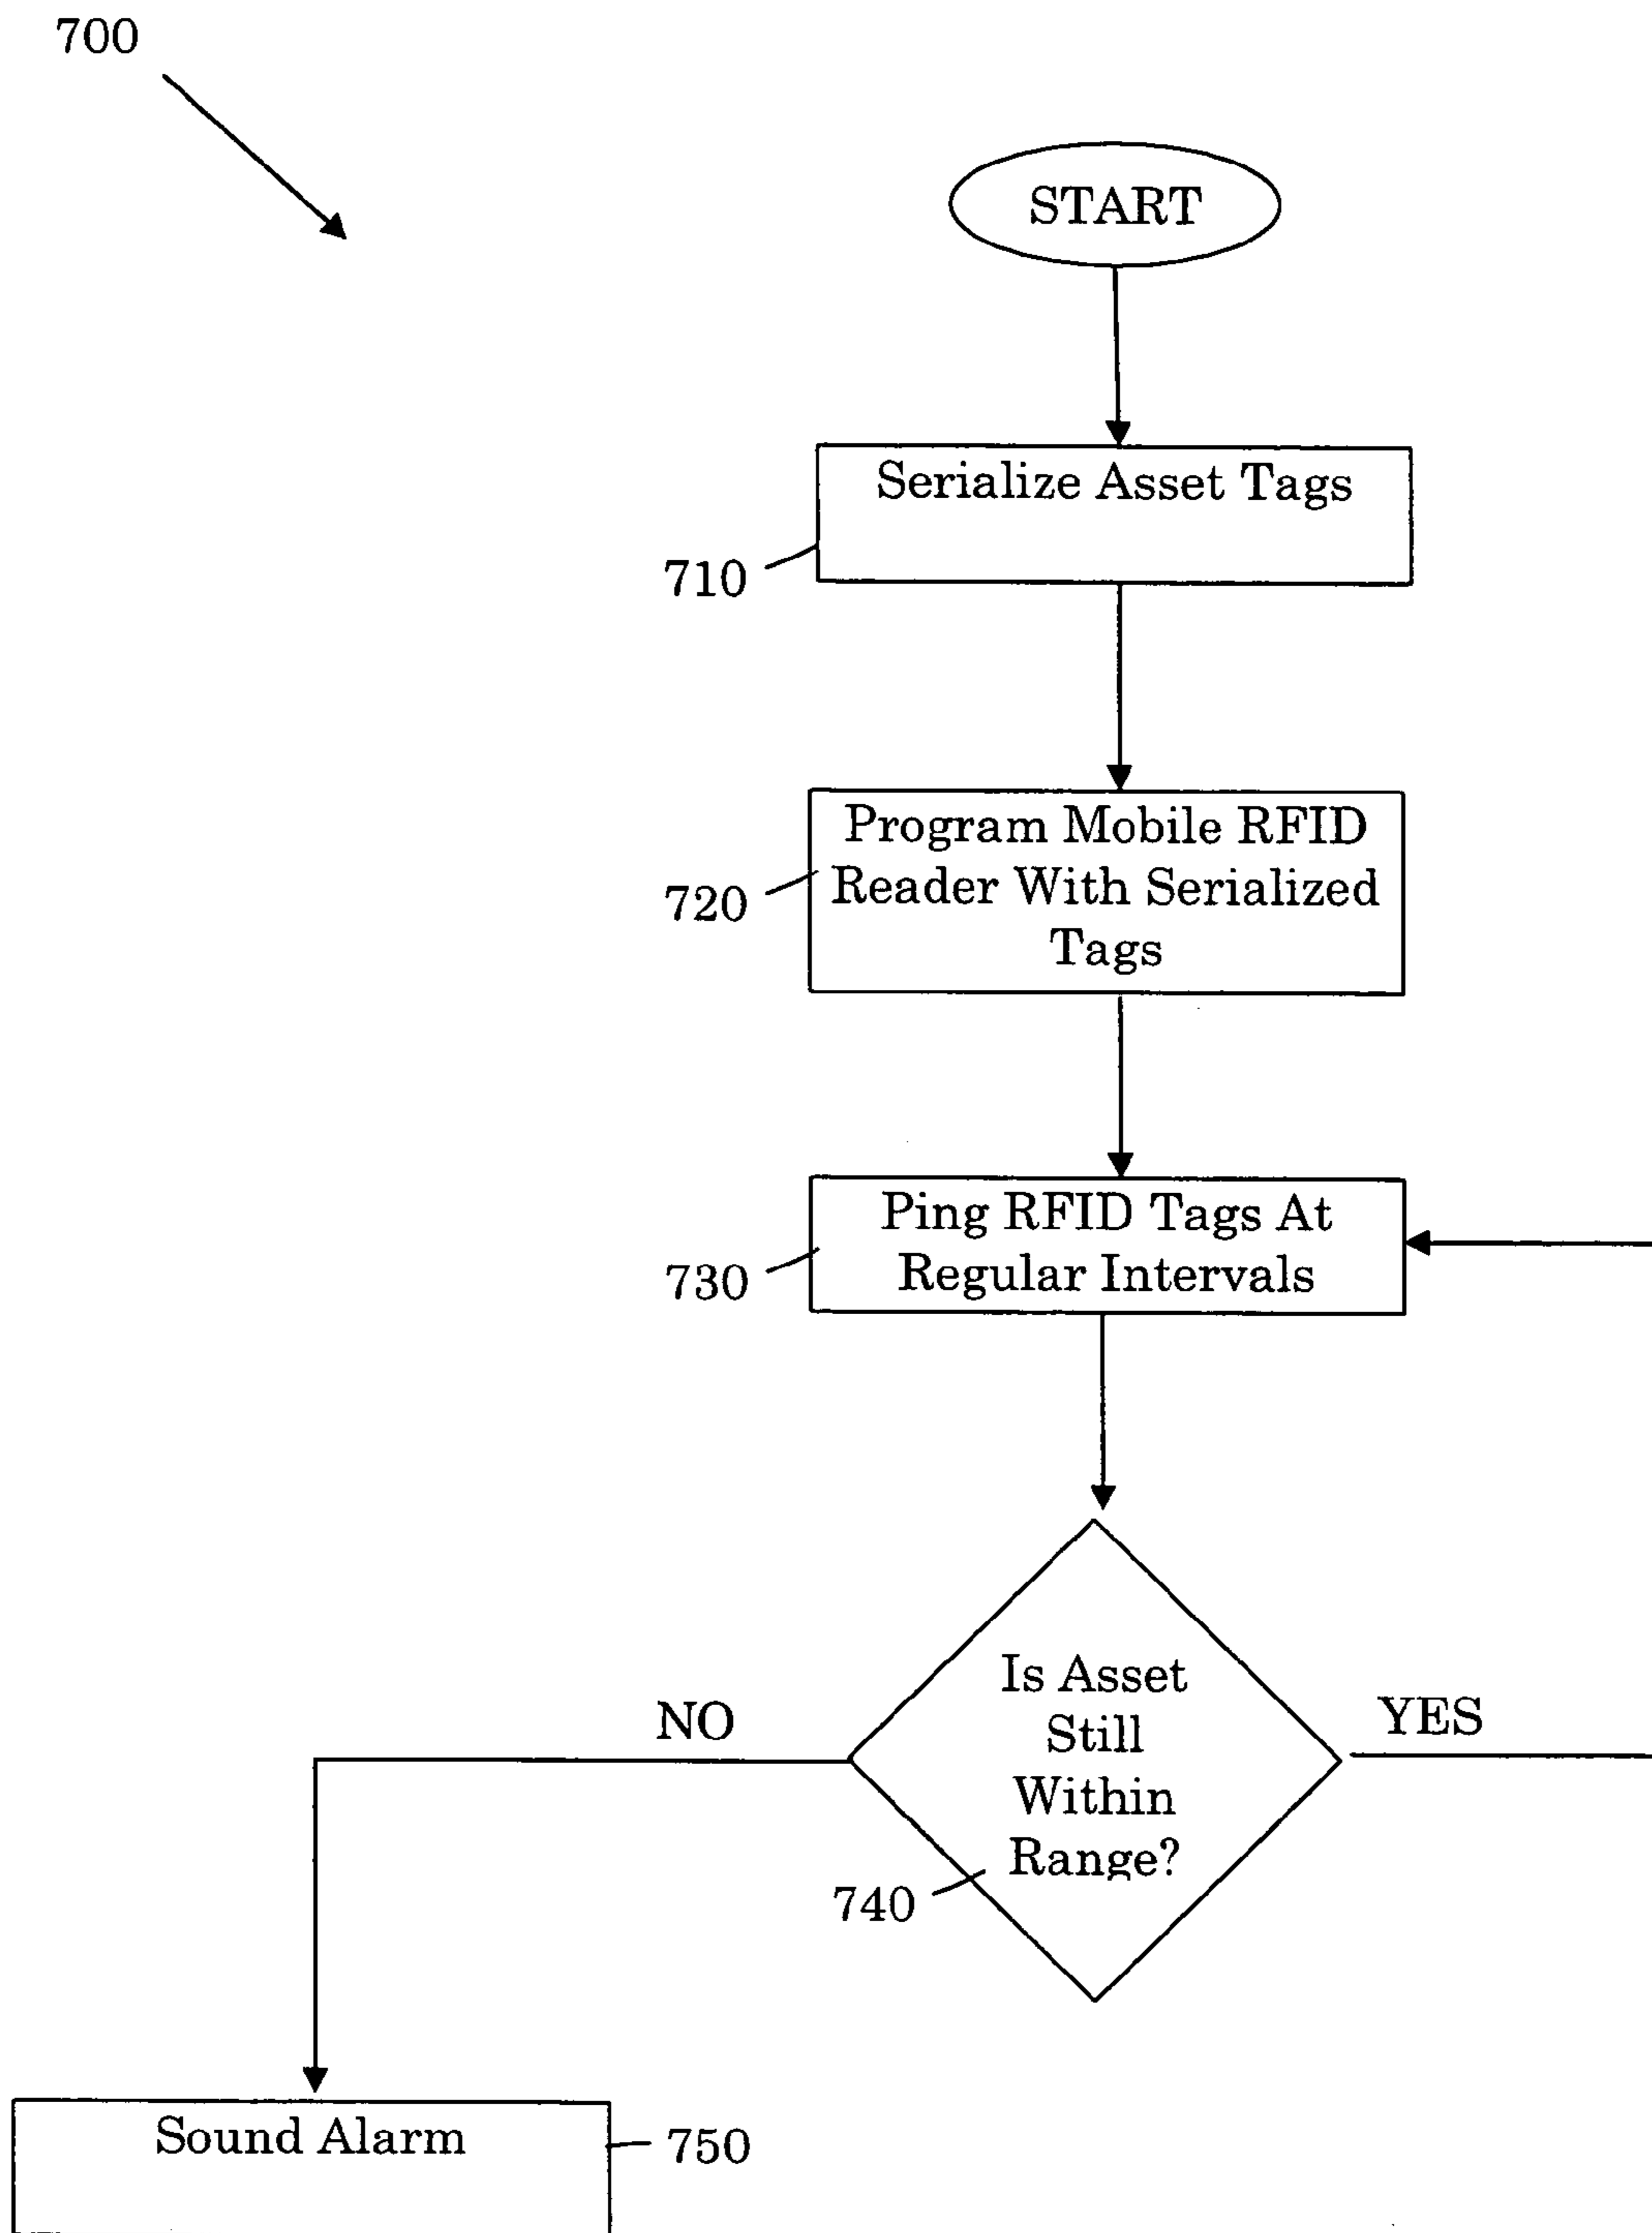 700
START
Serialize Asset Tags
710
Program Mobile RFID
Reader With Serialized
Tags
720
Ping RFID Tags At
Regular Intervals
730
Is Asset
Still
Within
Range?
NO
YES
740
Sound Alarm
750